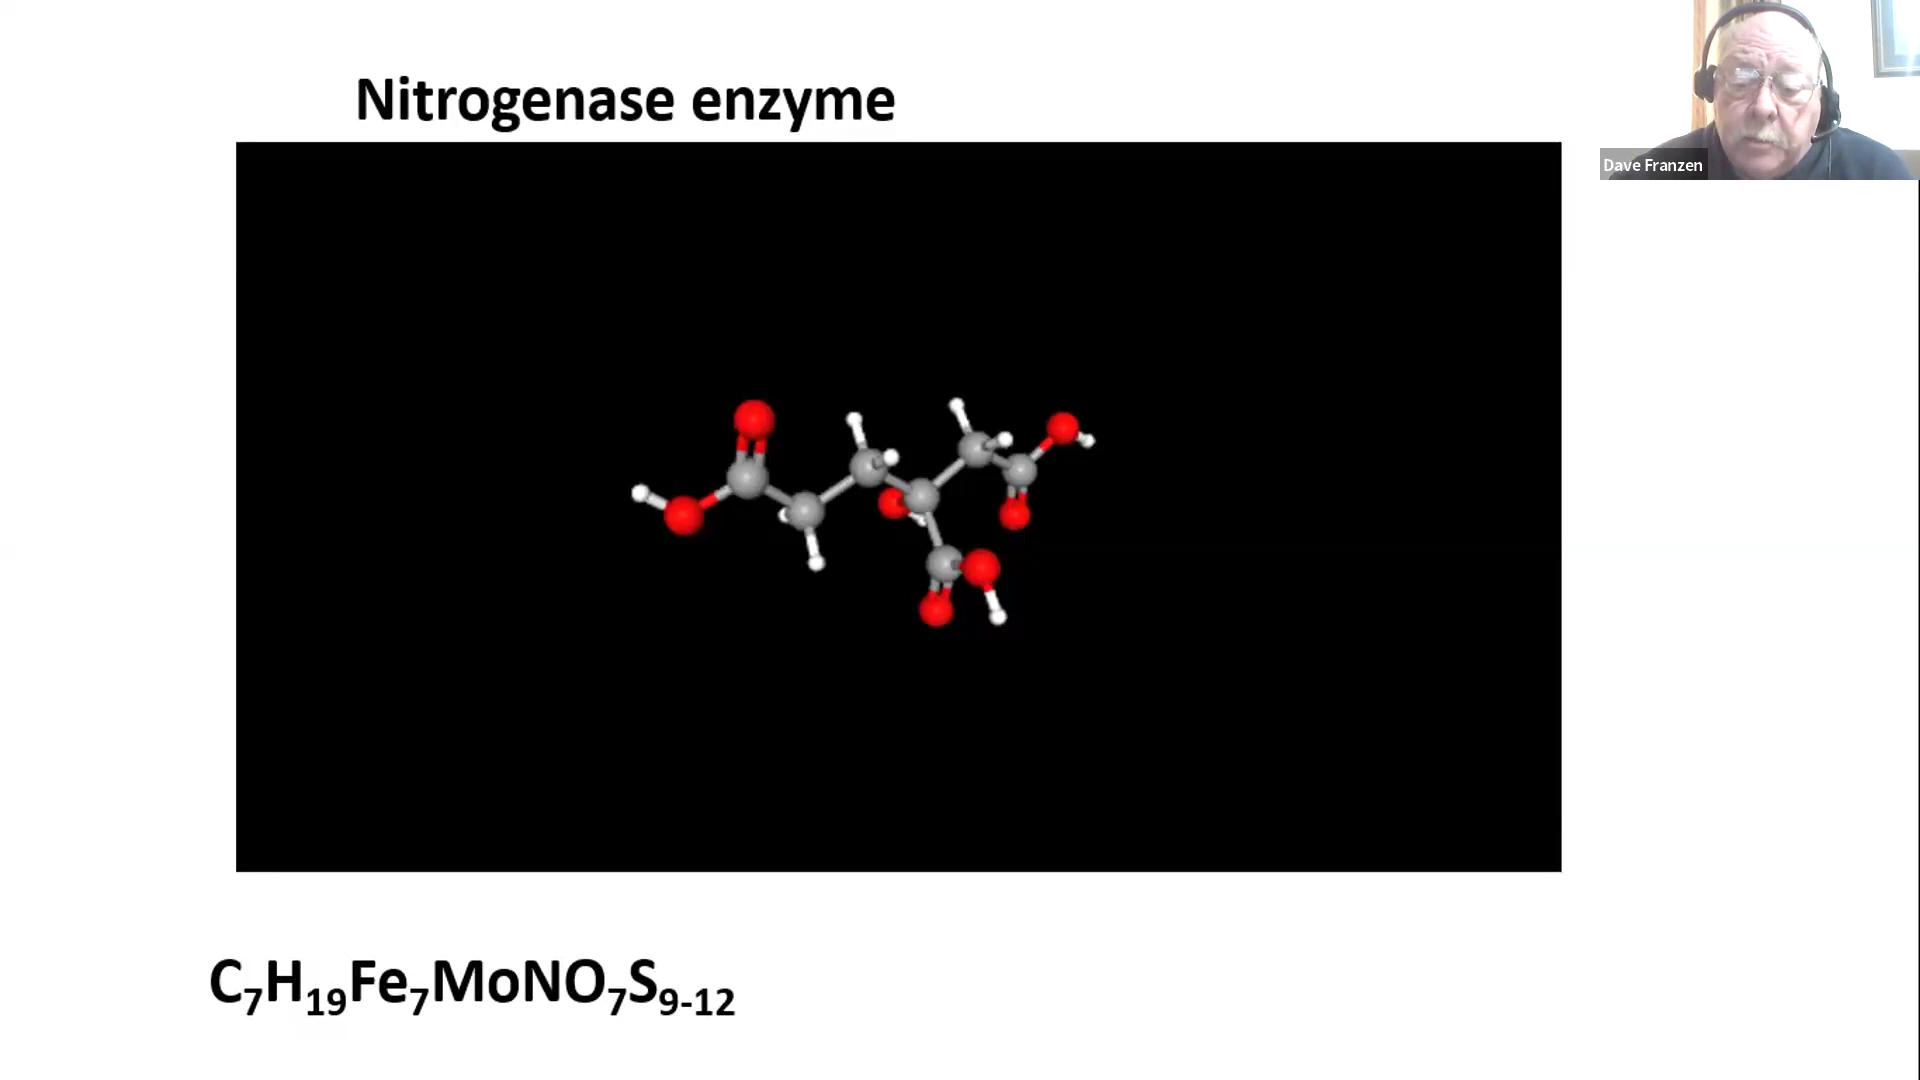 Nitrogenase enzyme
Dave Franzen
C₇H₁₉Fe₇MoNO₇S₉₋₁₂